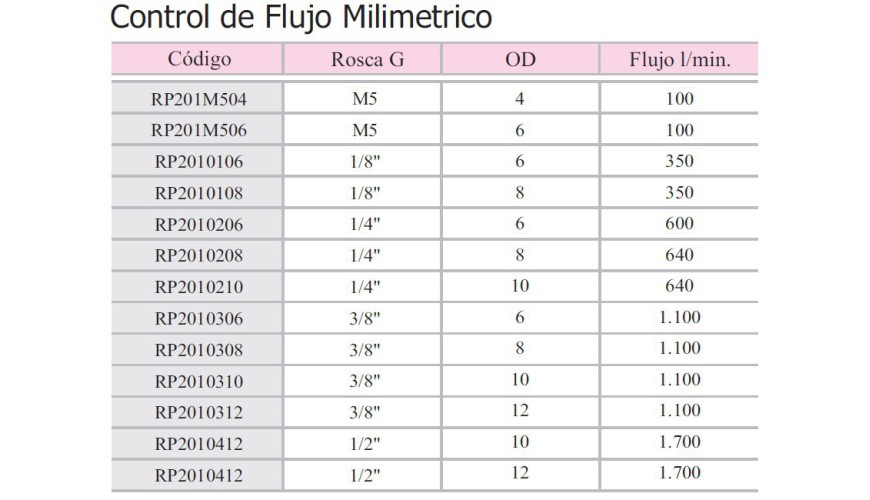 Control de Flujo Milimetrico
Código Rosca G OD Flujo l/min.
RP201M504 M5 4 100
RP201M506 M5 6 100
RP2010106 1/8" 6 350
RP2010108 1/8" 8 350
RP2010206 1/4" 6 600
RP2010208 1/4" 8 640
RP2010210 1/4" 10 640
RP2010306 3/8" 6 1.100
RP2010308 3/8" 8 1.100
RP2010310 3/8" 10 1.100
RP2010312 3/8" 12 1.100
RP2010412 1/2" 10 1.700
RP2010412 1/2" 12 1.700